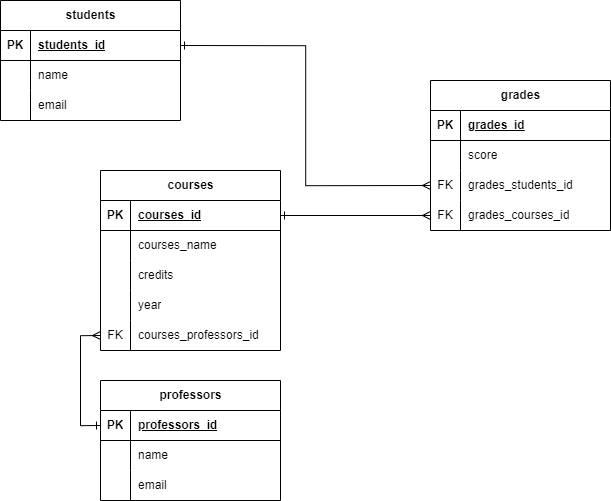 students
PK students_id
name
email
grades
PK grades_id
score
FK grades_students_id
FK grades_courses_id
courses
PK courses_id
courses_name
credits
year
FK courses_professors_id
professors
PK professors_id
name
email